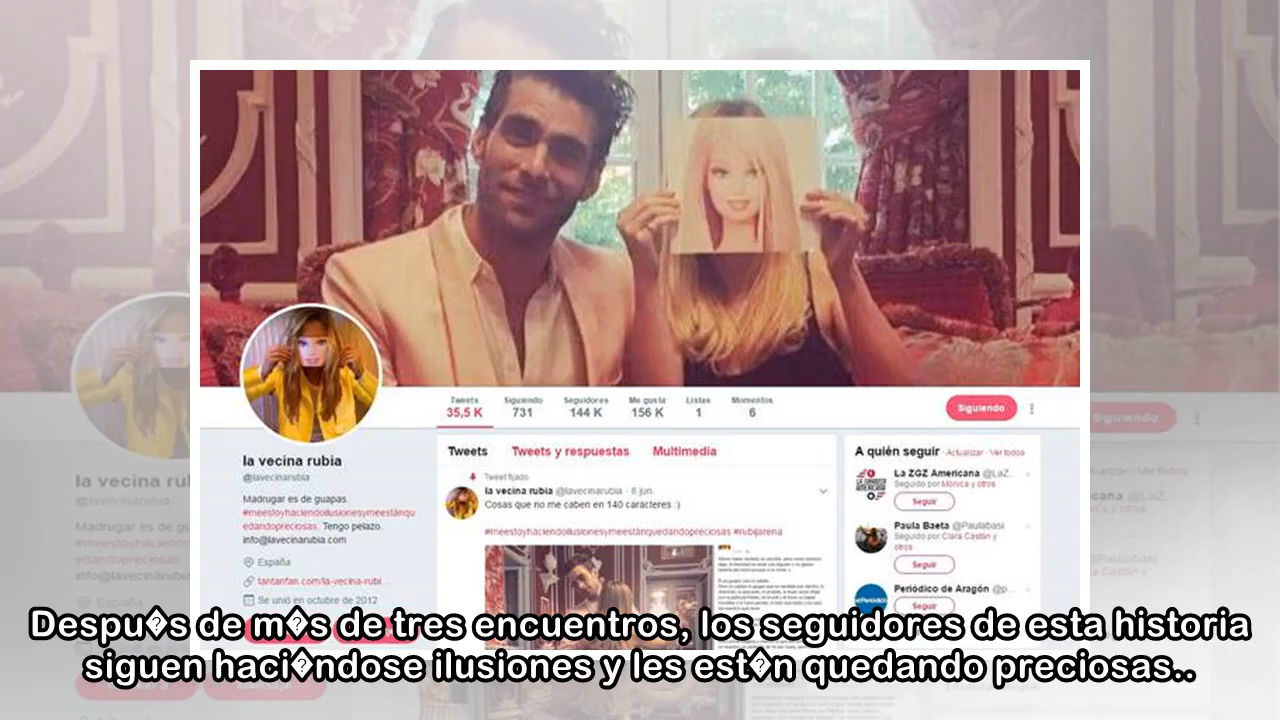 Tweets Siguiendo Seguidores Me gusta Listas Momentos
35,5 K 731 144 K 156 K 1 6
Siguiendo
la vecina rubia
@lavecinarubia
Madrugar es de guapas
#meestoyhaciendoilusionesymeestánqu
edandopreciosas. Tengo pelazo.
info@lavecinarubia.com
España
tantanfan.com/la-vecina-rubi...
Se unió en octubre de 2012
Tweets Tweets y respuestas Multimedia
Tweet fijado
la vecina rubia @lavecinarubia · 6 jun.
Cosas que no me caben en 140 caracteres :)
#meestoyhaciendoilusionesymeestánquedandopreciosas #rubijarena
A quién seguir · Actualizar · Ver todos
La ZGZ Americana @LaZ..
Seguido por Mónica y otros
Seguir
Paula Baeta @Paulabasi
Seguido por Clara Castán y
otros
Seguir
Periódico de Aragón @p...
Seguir
Despu�s de m�s de tres encuentros, los seguidores de esta historia
siguen haci�ndose ilusiones y les est�n quedando preciosas..